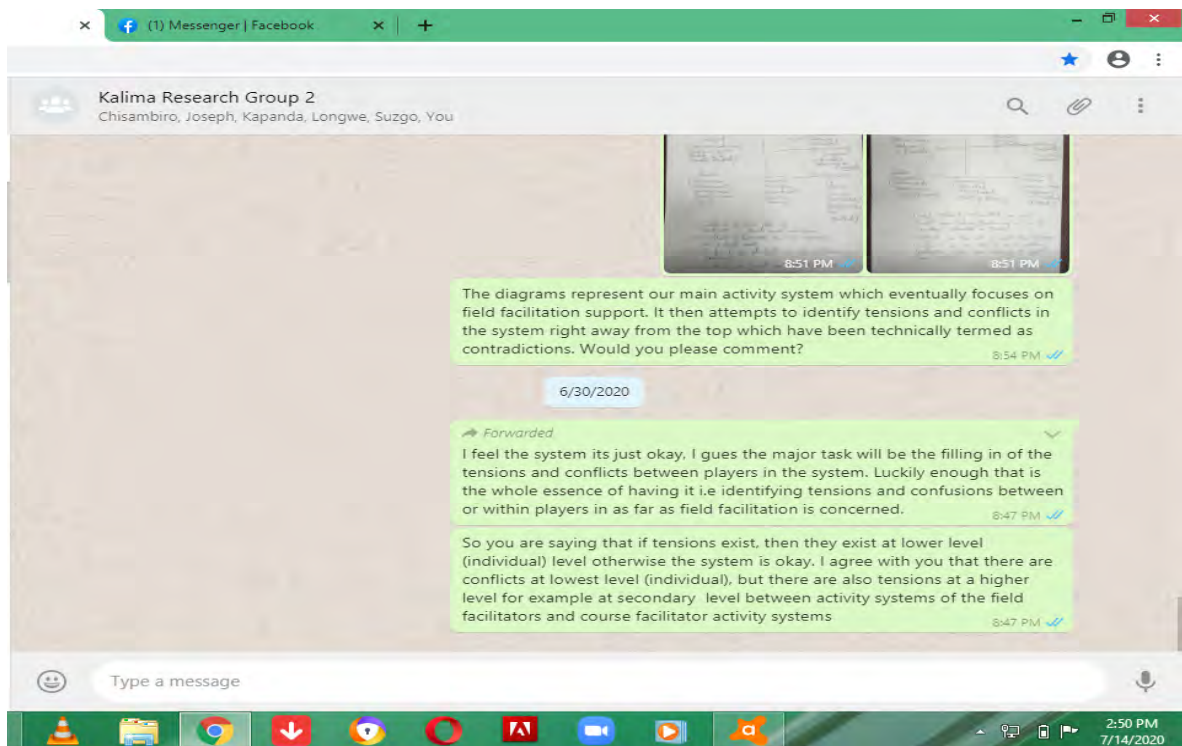 (1) Messenger | Facebook
Kalima Research Group 2
Chisambiro, Joseph, Kapanda, Longwe, Suzgo, You
8:51 PM
8:51 PM
The diagrams represent our main activity system which eventually focuses on
field facilitation support. It then attempts to identify tensions and conflicts in
the system right away from the top which have been technically termed as
contradictions. Would you please comment?
8:54 PM
6/30/2020
Forwarded
I feel the system its just okay. I gues the major task will be the filling in of the
tensions and conflicts between players in the system. Luckily enough that is
the whole essence of having it i.e identifying tensions and confusions between
or within players in as far as field facilitation is concerned.
8:47 PM
So you are saying that if tensions exist, then they exist at lower level
(individual) level otherwise the system is okay. I agree with you that there are
conflicts at lowest level (individual), but there are also tensions at a higher
level for example at secondary level between activity systems of the field
facilitators and course facilitator activity systems
8:47 PM
Type a message
2:50 PM
7/14/2020